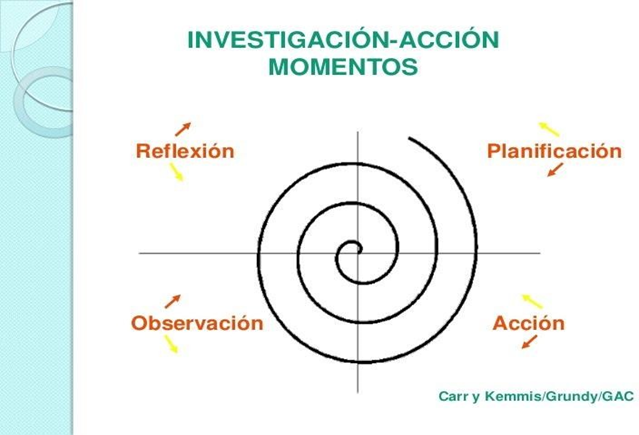 INVESTIGACIÓN-ACCIÓN
MOMENTOS
Reflexión
Planificación
Observación
Acción
Carr y Kemmis/Grundy/GAC